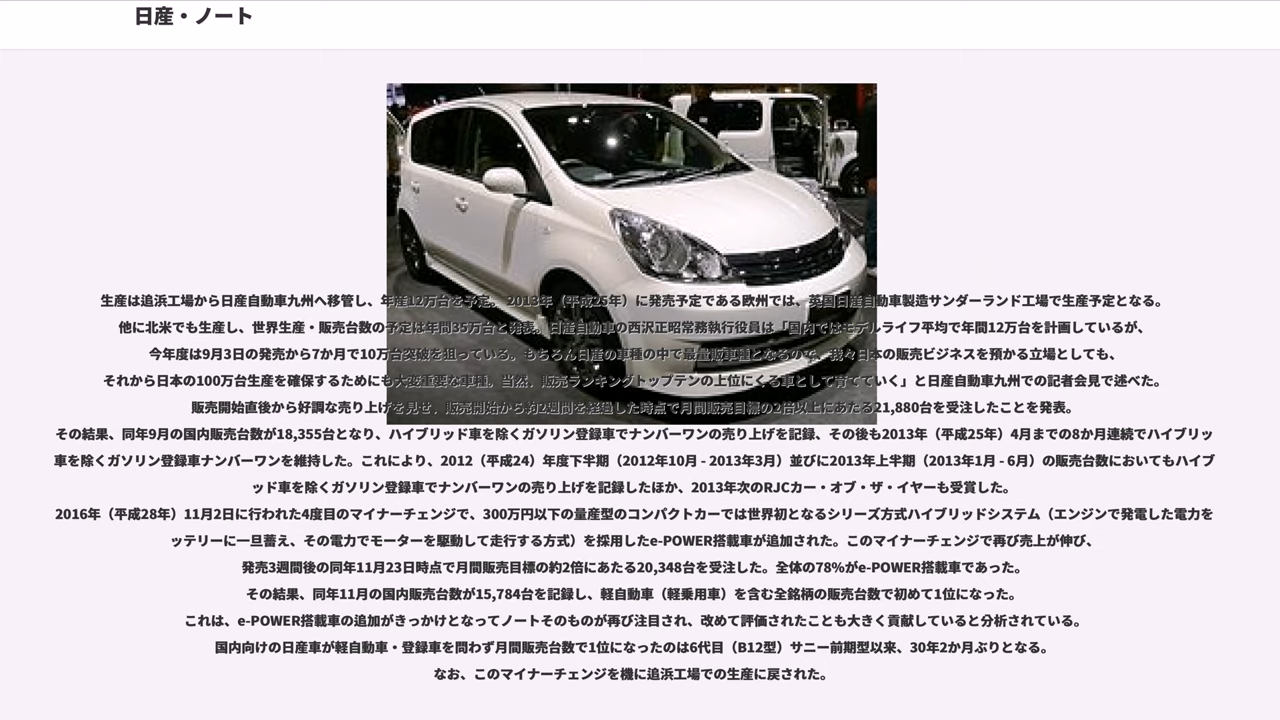 日産・ノート
生産は追浜工場から日産自動車九州へ移管し、年産12万台を予定。 2013年（平成25年）に発売予定である欧州では、英国日産自動車製造サンダーランド工場で生産予定となる。
他に北米でも生産し、世界生産・販売台数の予定は年間35万台と発表。日産自動車の西沢正昭常務執行役員は「国内ではモデルライフ平均で年間12万台を計画しているが、
今年度は9月3日の発売から7か月で10万台突破を狙っている。もちろん日産の車種の中で最量販車種となるので、我々日本の販売ビジネスを預かる立場としても、
それから日本の100万台生産を確保するためにも大変重要な車種。当然、販売ランキングトップテンの上位にくる車として育てていく」と日産自動車九州での記者会見で述べた。
販売開始直後から好調な売り上げを見せ、販売開始から約2週間を経過した時点で月間販売目標の2倍以上にあたる21,880台を受注したことを発表。
その結果、同年9月の国内販売台数が18,355台となり、ハイブリッド車を除くガソリン登録車でナンバーワンの売り上げを記録、その後も2013年（平成25年）4月までの8か月連続でハイブリッ
車を除くガソリン登録車ナンバーワンを維持した。これにより、2012（平成24）年度下半期（2012年10月 - 2013年3月）並びに2013年上半期（2013年1月 - 6月）の販売台数においてもハイブ
ッド車を除くガソリン登録車でナンバーワンの売り上げを記録したほか、2013年次のRJCカー・オブ・ザ・イヤーも受賞した。
2016年（平成28年）11月2日に行われた4度目のマイナーチェンジで、300万円以下の量産型のコンパクトカーでは世界初となるシリーズ方式ハイブリッドシステム（エンジンで発電した電力を
ッテリーに一旦蓄え、その電力でモーターを駆動して走行する方式）を採用したe-POWER搭載車が追加された。このマイナーチェンジで再び売上が伸び、
発売3週間後の同年11月23日時点で月間販売目標の約2倍にあたる20,348台を受注した。全体の78%がe-POWER搭載車であった。
その結果、同年11月の国内販売台数が15,784台を記録し、軽自動車（軽乗用車）を含む全銘柄の販売台数で初めて1位になった。
これは、e-POWER搭載車の追加がきっかけとなってノートそのものが再び注目され、改めて評価されたことも大きく貢献していると分析されている。
国内向けの日産車が軽自動車・登録車を問わず月間販売台数で1位になったのは6代目（B12型）サニー前期型以来、30年2か月ぶりとなる。
なお、このマイナーチェンジを機に追浜工場での生産に戻された。